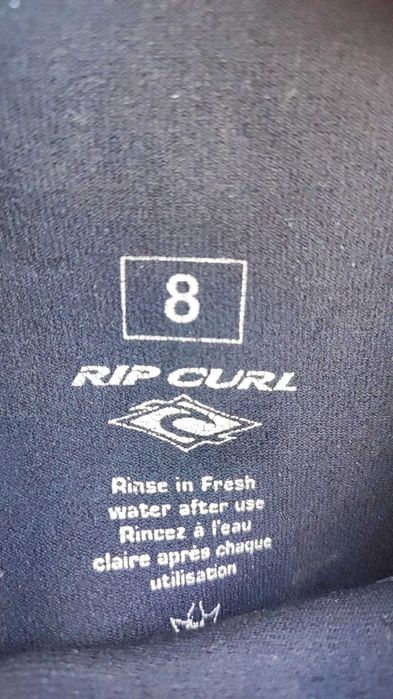 8
RIP CURL
Rinse in Fresh
water after use
Rincez à l'eau
claire après chaque
utilisation